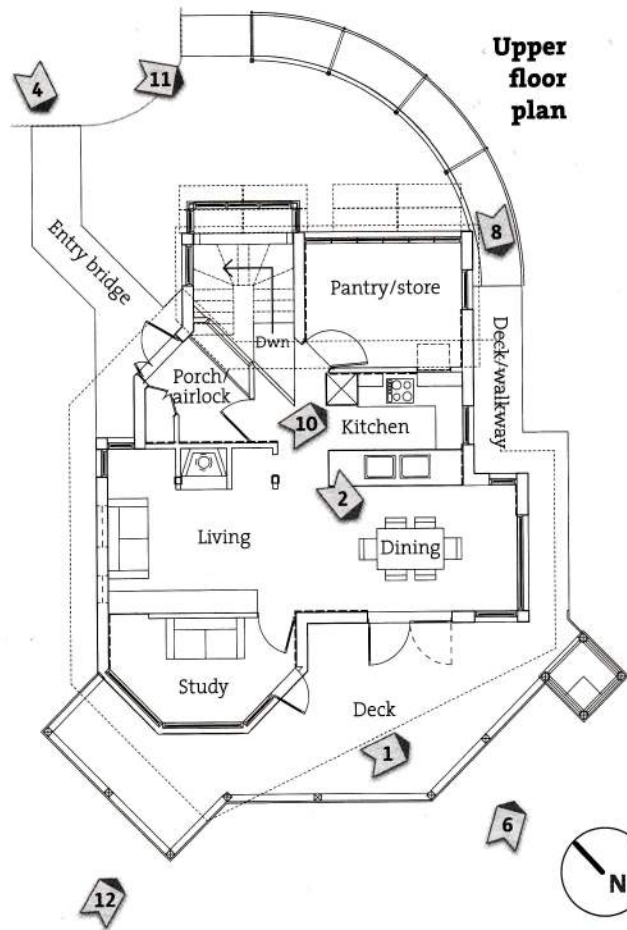 Upper
floor
plan
4
11
8
Entry bridge
Pantry/store
Dwn
Deck/walkway
Porch/
airlock
10
Kitchen
2
Living
Dining
Study
Deck
1
6
N
12